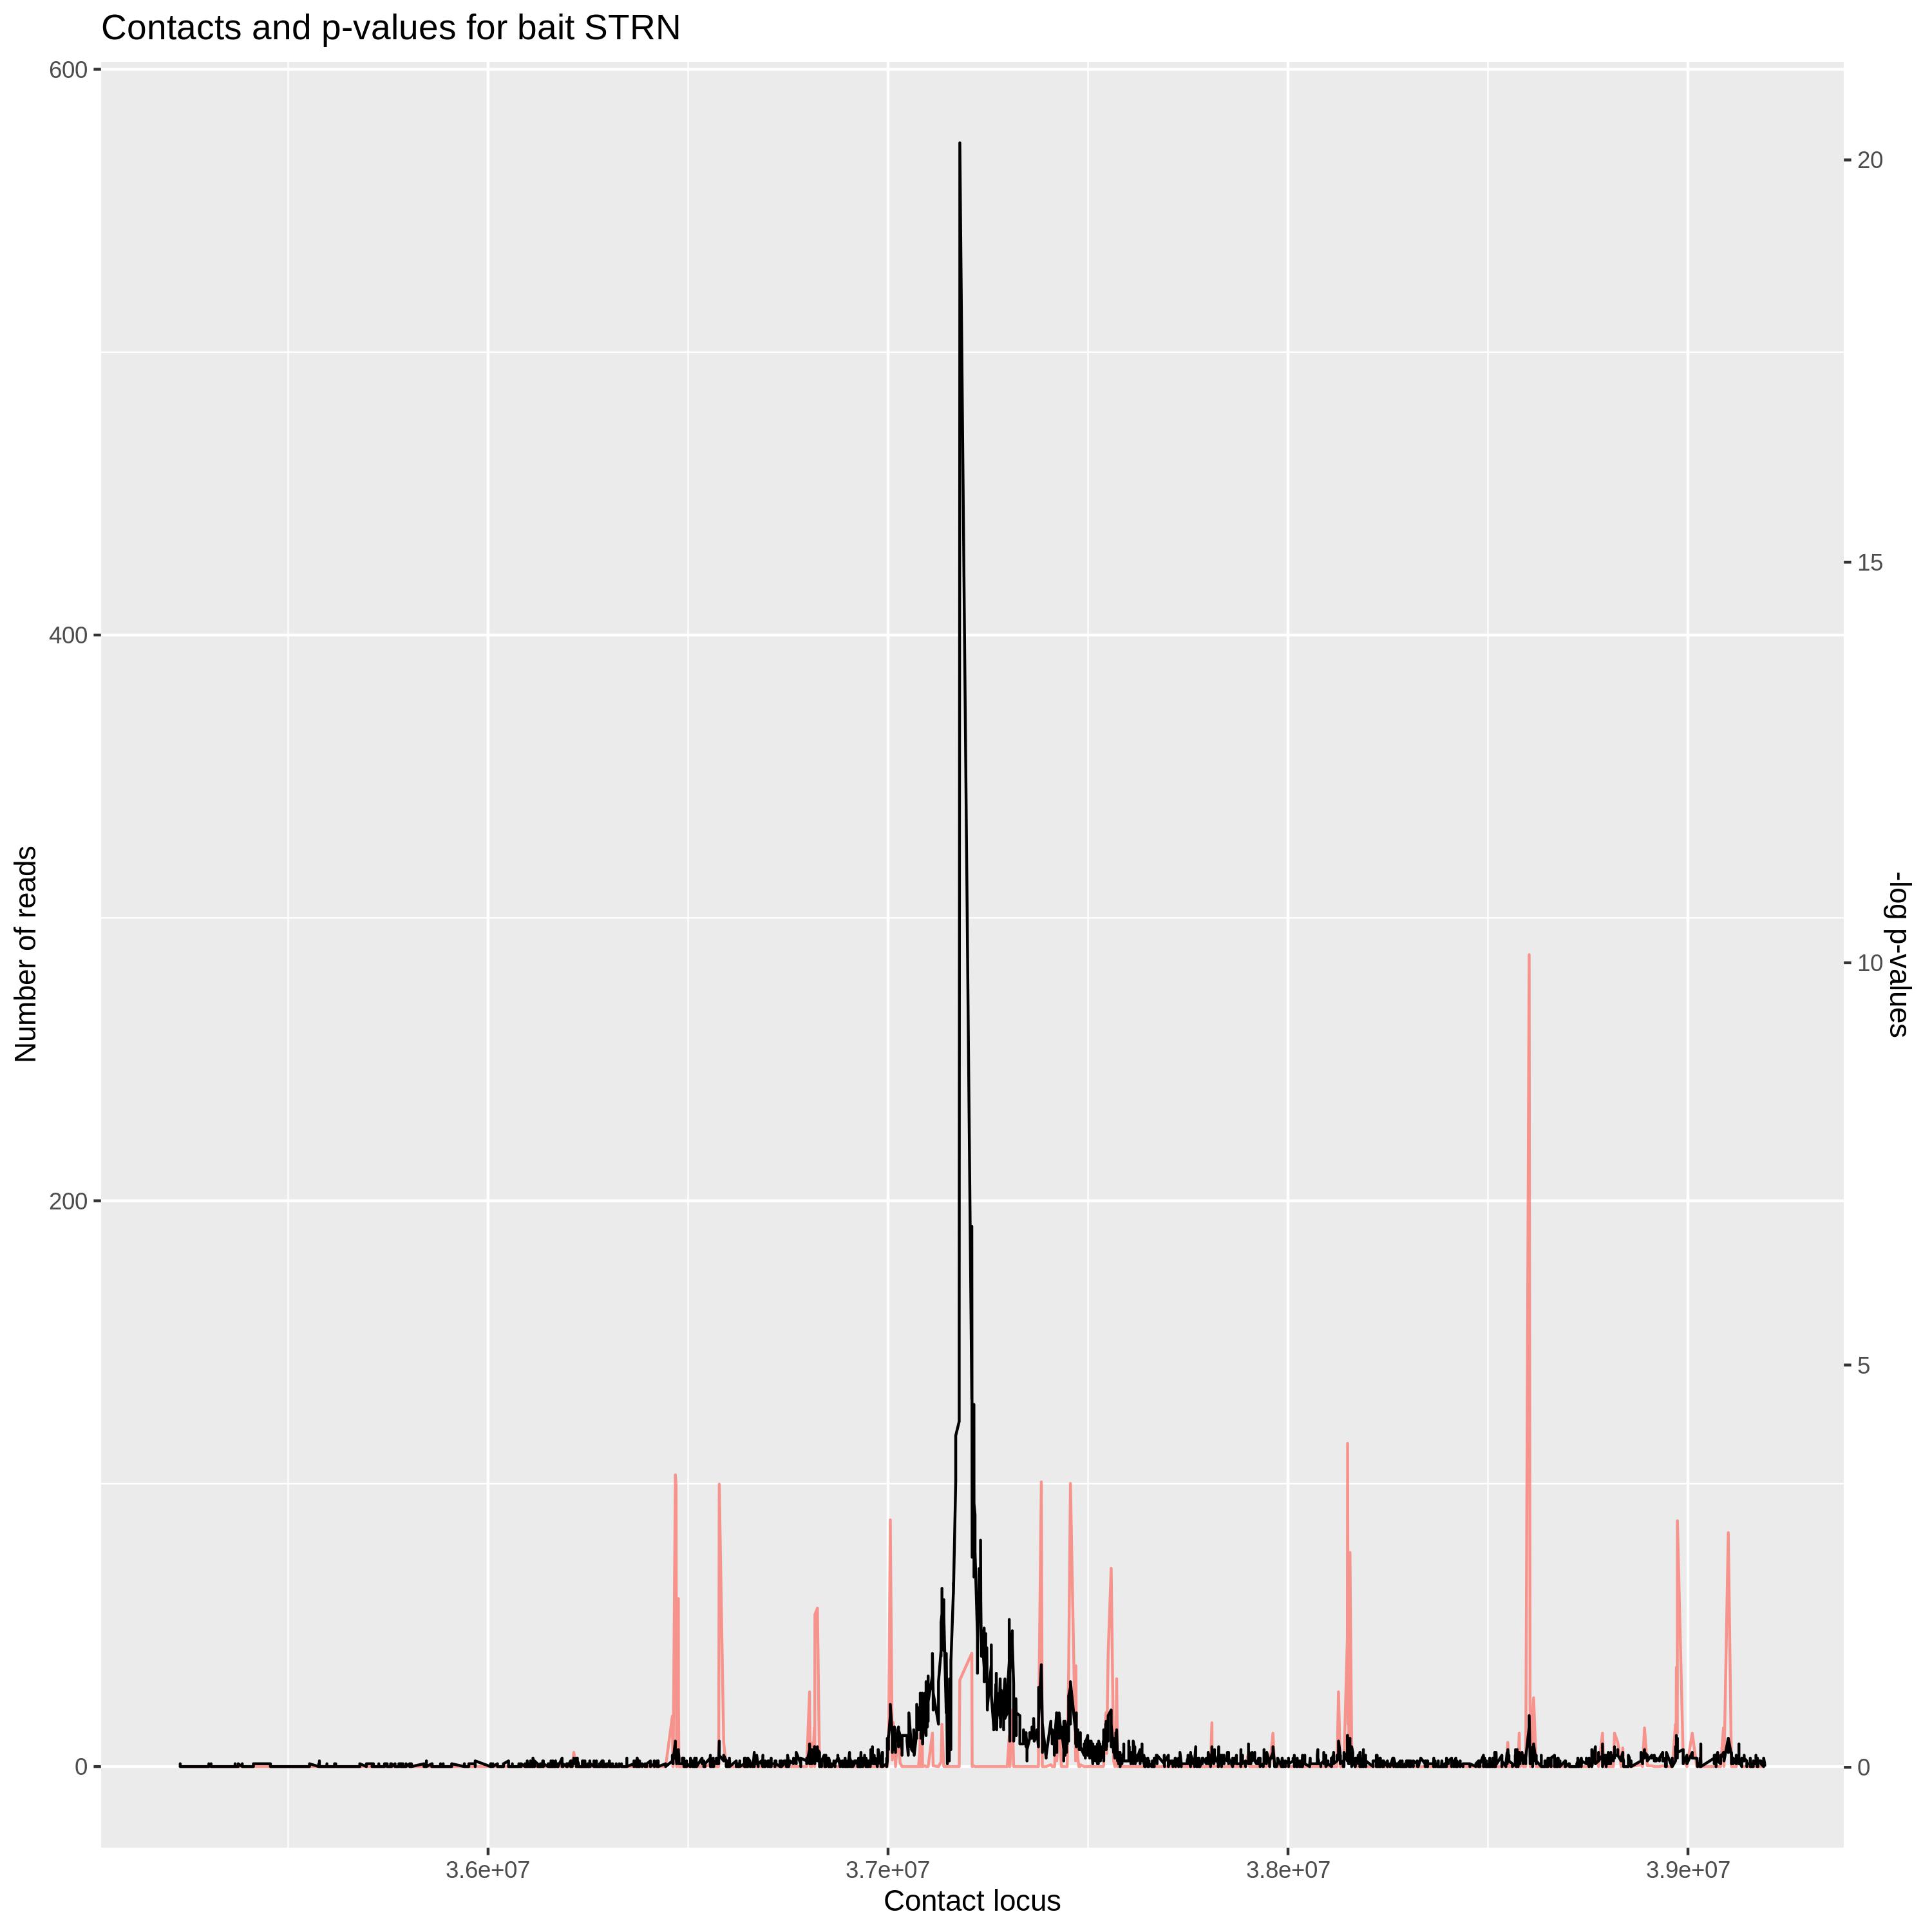 Contacts and p-values for bait STRN
600
400
200
0
Number of reads
20
15
10
5
0
-log p-values
3.6e+07
3.7e+07
3.8e+07
3.9e+07
Contact locus